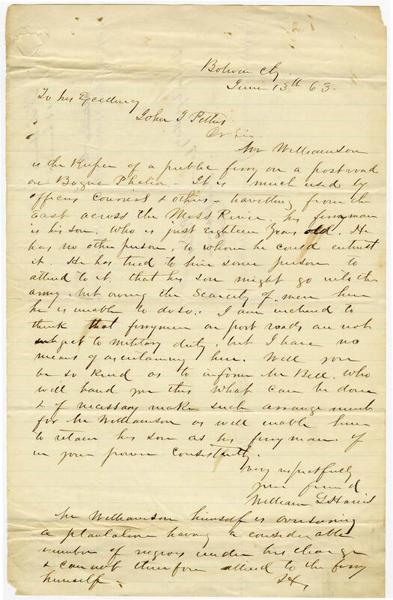 Bolivar Cty
June 13th 63.
To his Excellency
John J Pettus
Dr Sir
Mr Williamson
is the keeper of a public ferry on a post road
on Bogue Phalia. It is much used by
officers Couriers & others – travelling from the
East across the Miss River. his ferryman
is his son, who is just eighteen years old. He
has no other person, to whom he could entrust
it. He has tried to hire some person to
attend to it, that his son might go into the
army. but owing the Scarcity of men here
he is unable to do so. I am inclined to
think that ferrymen on post roads are not
subject to military duty, but I have no
means of ascertaining here. Will you
be so kind as to inform Mr Bell. who
will hand you this what can be done
& if necessary make such arrangements
for Mr Williamson as will enable him
to retain his son as his ferryman if
in your power consistently.
Very respectfully
your friend
William L Harris
Mr Williamson himself is overseeing
a plantation having a considerable
number of negroes under his charge
& can not therefore attend to the ferry
himself.